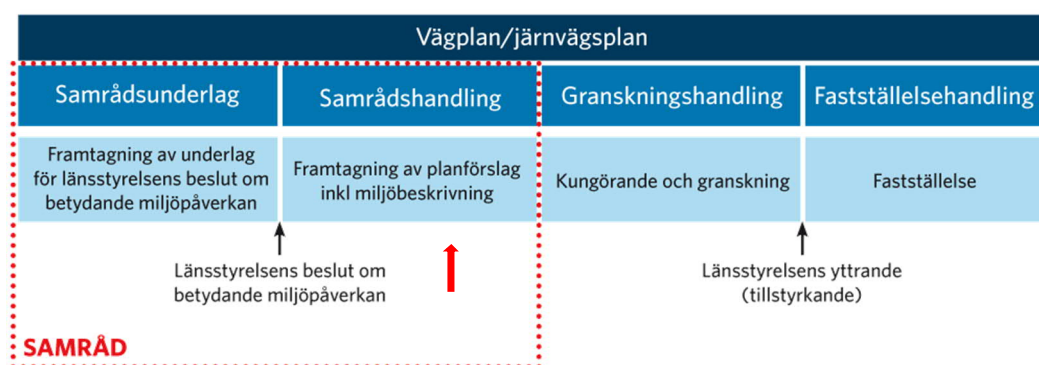 Vägplan/järnvägsplan
Samrådsunderlag
Samrådshandling
Granskningshandling
Fastställelsehandling
Framtagning av underlag
för länsstyrelsens beslut om
betydande miljöpåverkan
Framtagning av planförslag
inkl miljöbeskrivning
Kungörande och granskning
Fastställelse
Länsstyrelsens beslut om
betydande miljöpåverkan
Länsstyrelsens yttrande
(tillstyrkande)
SAMRÅD